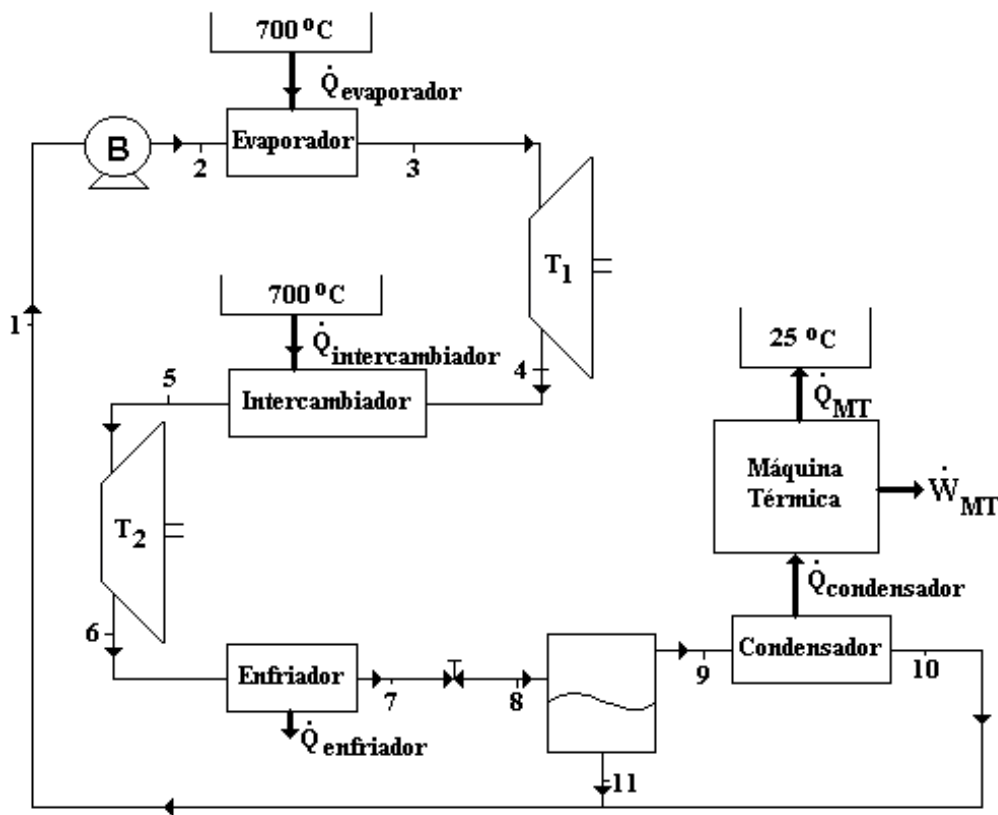 700 ºC
Q̇evaporador
B
Evaporador
2
3
T1
700 ºC
1
Q̇intercambiador
25 ºC
4
5
Intercambiador
Q̇MT
Máquina
Térmica
ẆMT
T2
Q̇condensador
6
Enfriador
Condensador
7
8
9
10
Q̇enfriador
11